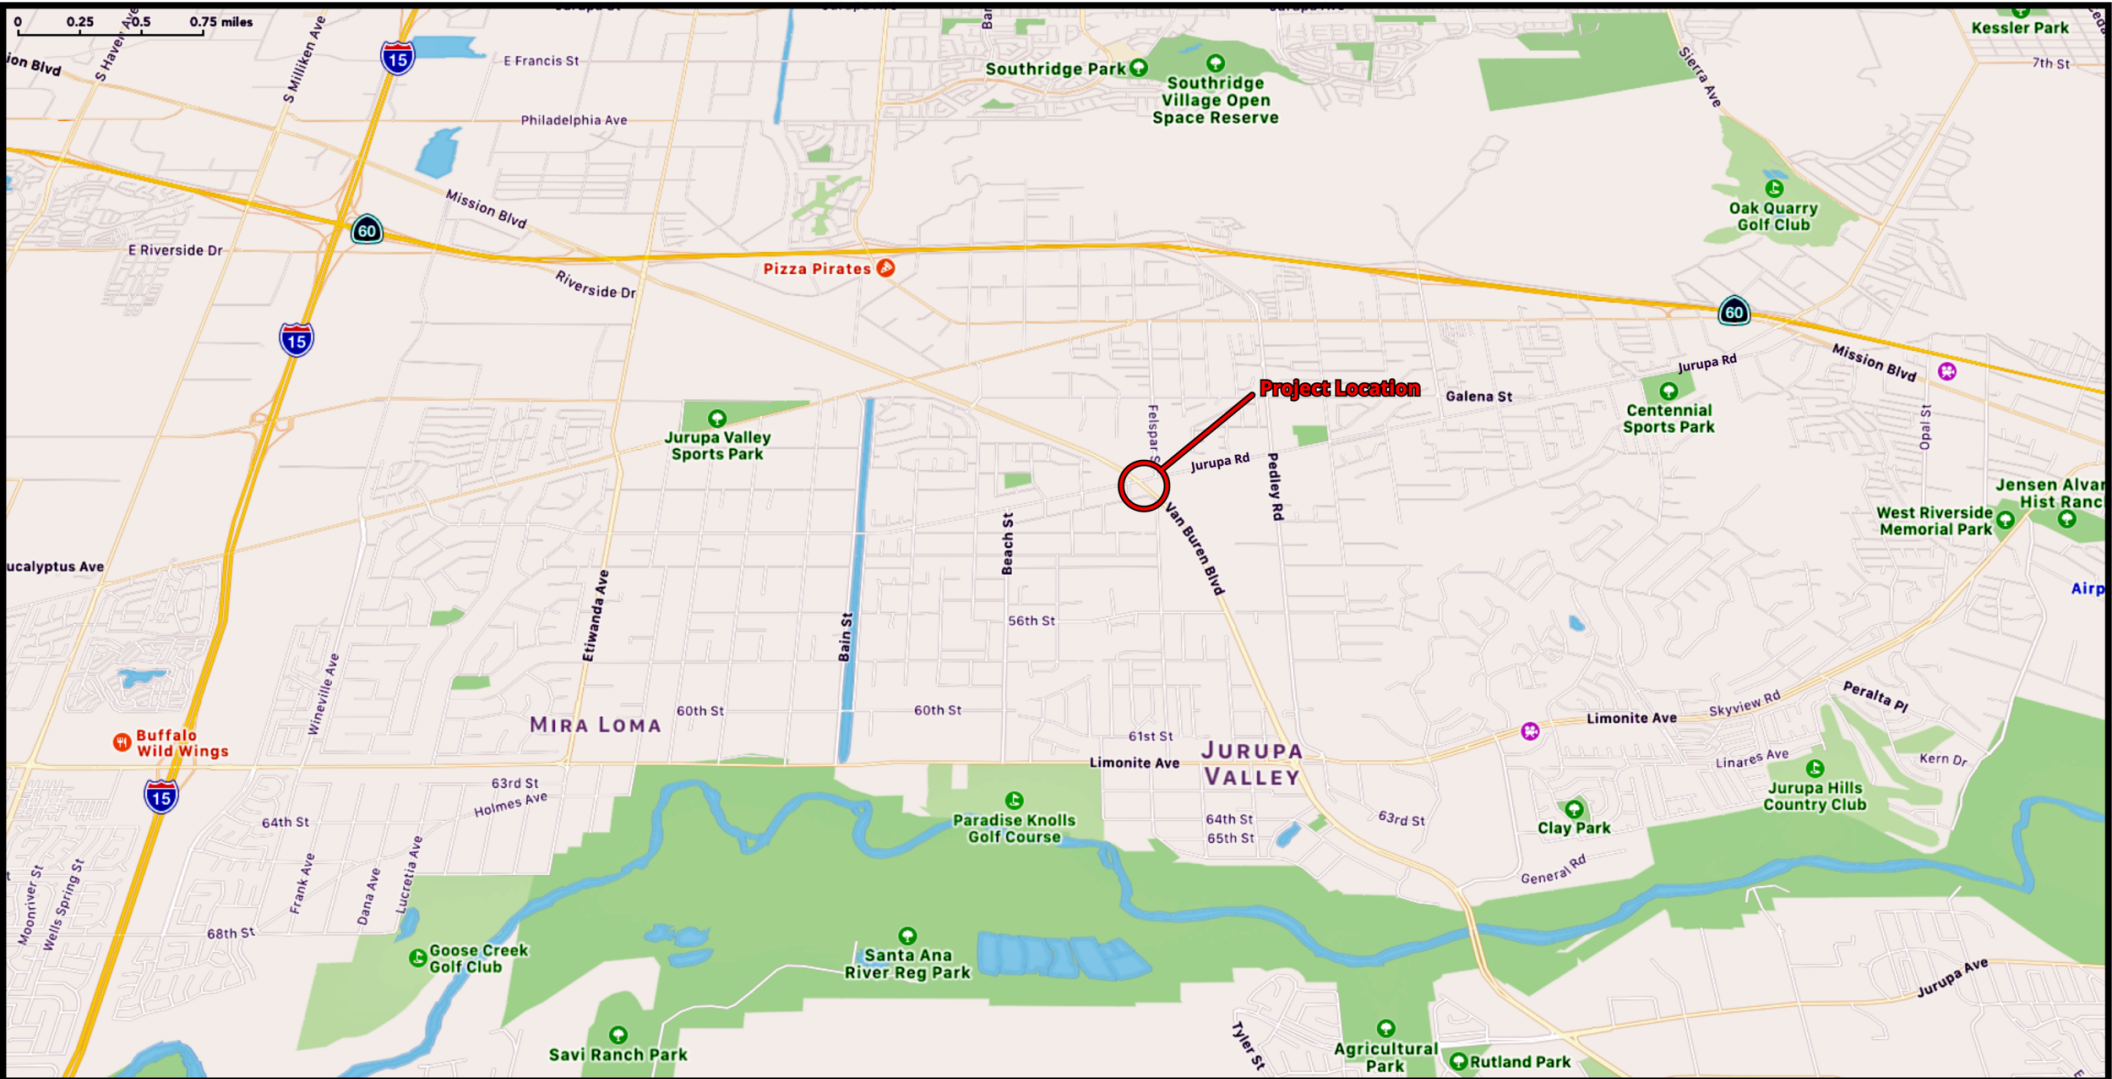 0 0.25 0.5 0.75 miles
S Haven Ave
S Milliken Ave
15
E Francis St
Philadelphia Ave
Southridge Park
Southridge
Village Open
Space Reserve
Sierra Ave
Kessler Park
7th St
ion Blvd
Mission Blvd
60
E Riverside Dr
Riverside Dr
Pizza Pirates
Oak Quarry
Golf Club
60
15
Mission Blvd
Jurupa Rd
Project Location
Galena St
Centennial
Sports Park
Opal St
Jurupa Valley
Sports Park
Felspar S
Jurupa Rd
Pedley Rd
Jensen Alvar
Hist Ranc
West Riverside
Memorial Park
Beach St
Van Buren Blvd
ucalyptus Ave
Airp
Etiwanda Ave
Bain St
56th St
Wineville Ave
60th St
60th St
MIRA LOMA
Buffalo
Wild Wings
61st St
JURUPA
VALLEY
Limonite Ave
Limonite Ave
Skyview Rd
Peralta Pl
Linares Ave
Kern Dr
15
63rd St
Holmes Ave
64th St
Paradise Knolls
Golf Course
64th St
65th St
63rd St
Clay Park
Jurupa Hills
Country Club
General Rd
Moonriver St
Wells Spring St
Frank Ave
Dana Ave
Lucretia Ave
68th St
Goose Creek
Golf Club
Santa Ana
River Reg Park
Jurupa Ave
Savi Ranch Park
Tyler St
Agricultural
Park
Rutland Park